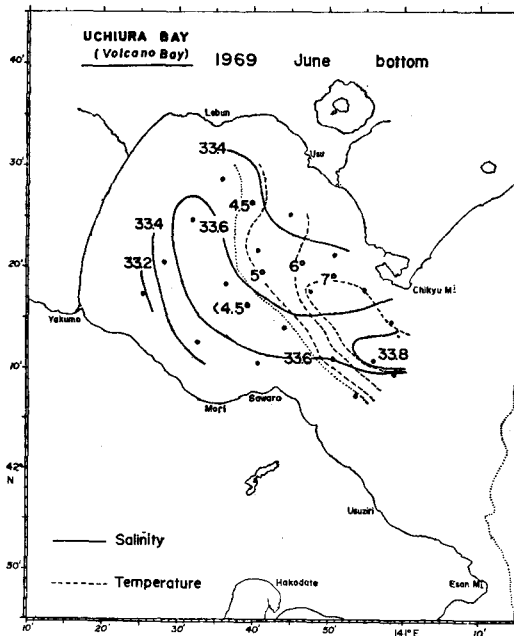 UCHIURA BAY
(Volcano Bay)
1969 June bottom
40'
30'
20'
10'
42°
N
50'
Lebun
Usu
33.4
4.5
33.4
33.6
33.2
6
5
7
<4.5
Chikyu Mi.
Yakumo
33.8
33.6
Mori
Sawara
Usuziri
Salinity
Temperature
Hakodate
Esan Mi.
10'
20'
30'
40'
50'
141°E
10'